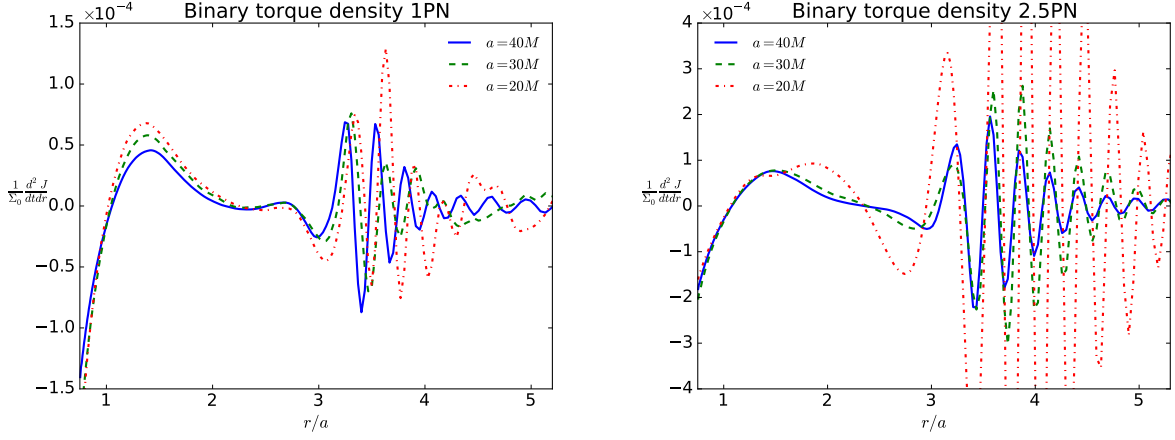 Binary torque density 1PN
×10⁻⁴
1.5
1.0
0.5
0.0
−0.5
−1.0
−1.5
1/Σ₀ d²J/dtdr
a=40M
a=30M
a=20M
1 2 3 4 5
r/a
Binary torque density 2.5PN
×10⁻⁴
4
3
2
1
0
−1
−2
−3
−4
1/Σ₀ d²J/dtdr
a=40M
a=30M
a=20M
1 2 3 4 5
r/a